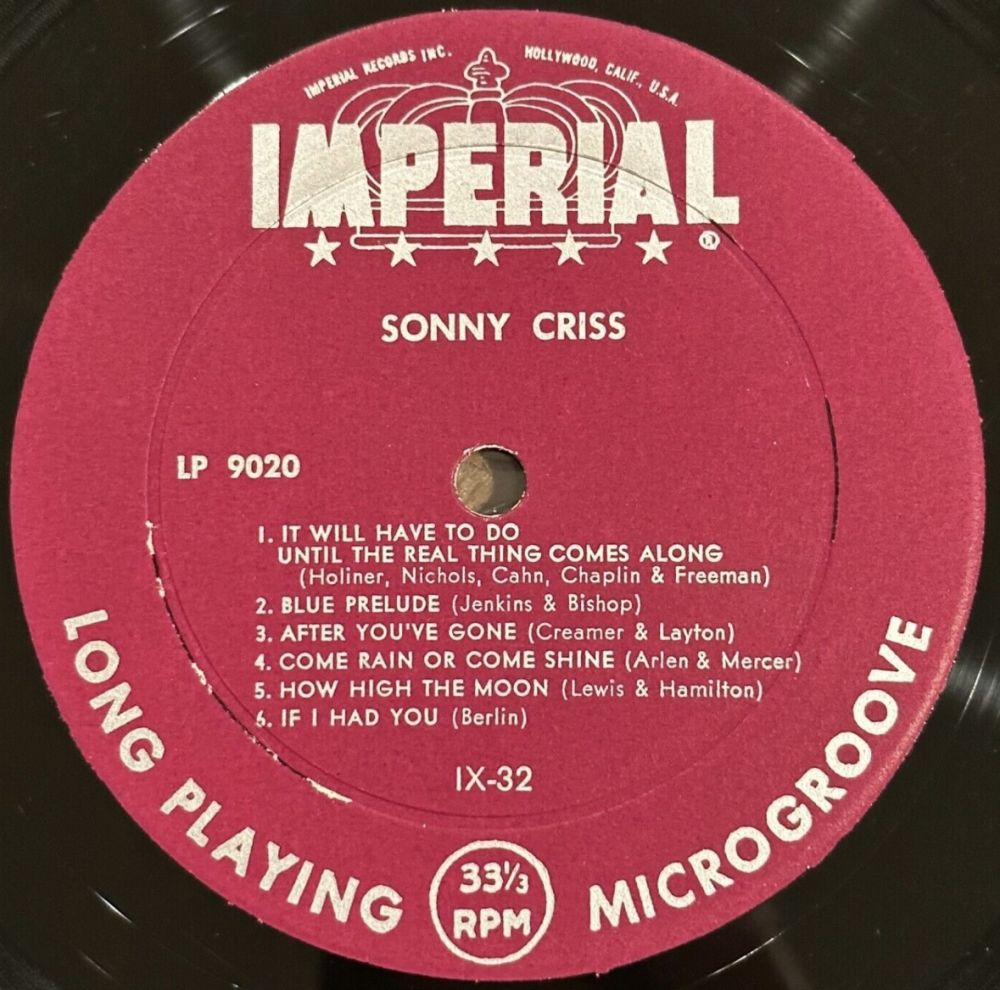 IMPERIAL RECORDS INC. HOLLYWOOD, CALIF., U.S.A.
IMPERIAL
®
SONNY CRISS
LP 9020
1. IT WILL HAVE TO DO
UNTIL THE REAL THING COMES ALONG
(Holiner, Nichols, Cahn, Chaplin & Freeman)
2. BLUE PRELUDE (Jenkins & Bishop)
3. AFTER YOU'VE GONE (Creamer & Layton)
4. COME RAIN OR COME SHINE (Arlen & Mercer)
5. HOW HIGH THE MOON (Lewis & Hamilton)
6. IF I HAD YOU (Berlin)
IX-32
LONG PLAYING
33⅓
RPM
MICROGROOVE